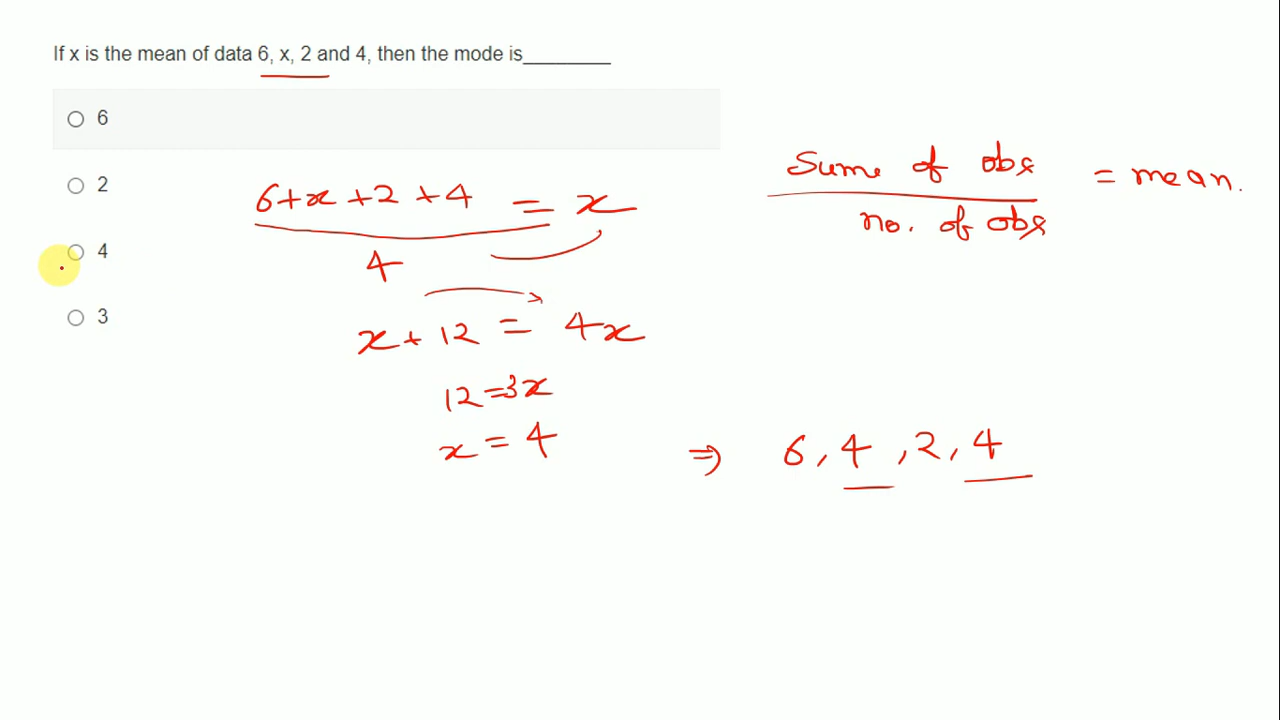 If x is the mean of data 6, x, 2 and 4, then the mode is________
6
2
4
3
6+x+2+4 = x
4
x+12 = 4x
12=3x
x = 4
Sum of obs = mean.
no. of obs
⇒ 6, 4, 2, 4